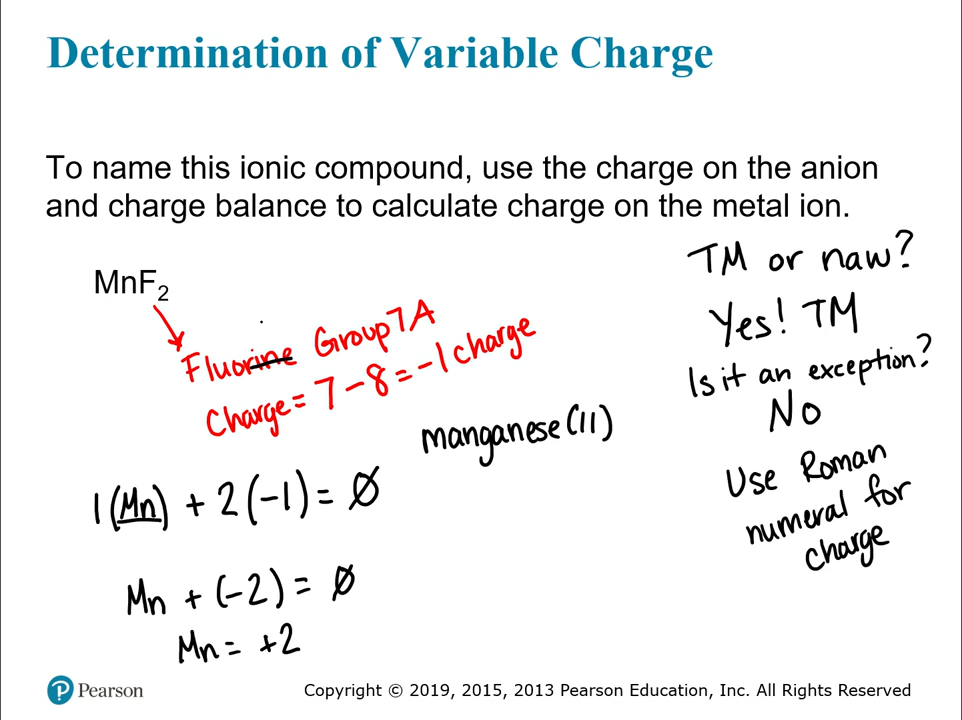 Determination of Variable Charge
To name this ionic compound, use the charge on the anion
and charge balance to calculate charge on the metal ion.
MnF₂
Fluorine Group 7A
Charge = 7 - 8 = -1 charge
manganese (II)
1 (Mn) + 2 (-1) = ∅
Mn + (-2) = ∅
Mn = +2
TM or naw?
Yes! TM
Is it an exception?
No
Use Roman
numeral for
charge
Pearson
Copyright © 2019, 2015, 2013 Pearson Education, Inc. All Rights Reserved